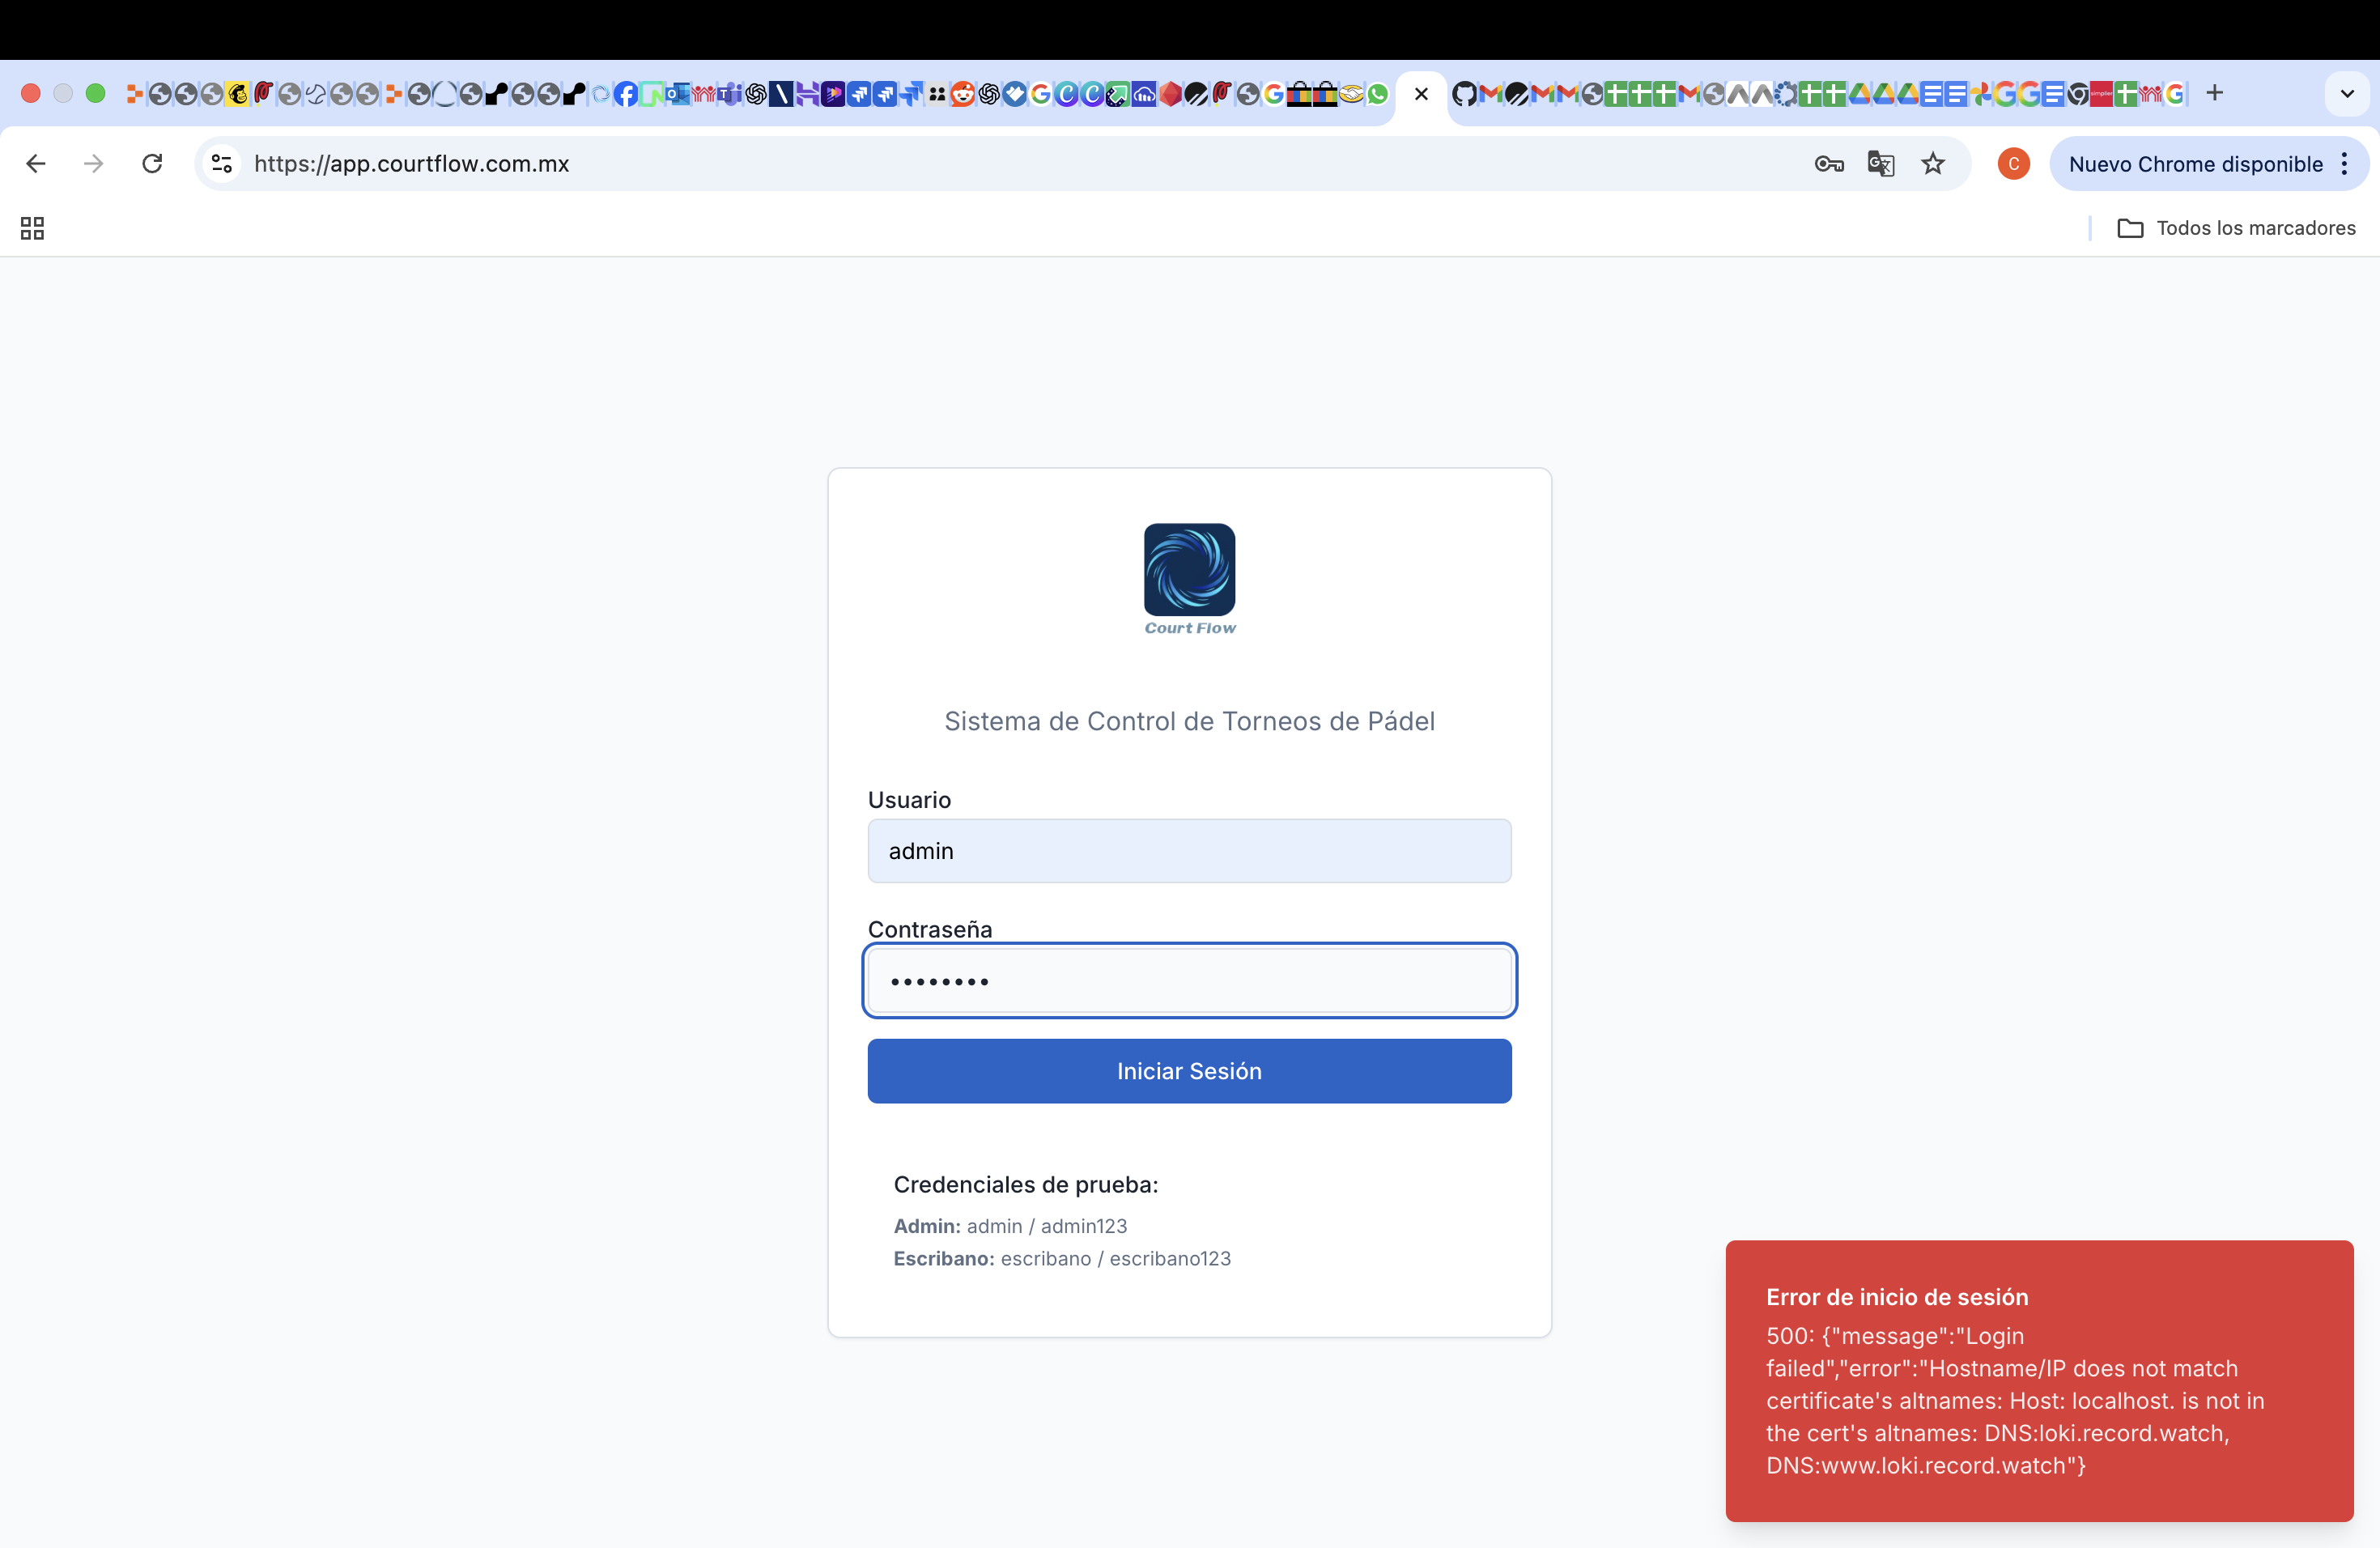 https://app.courtflow.com.mx
C
Nuevo Chrome disponible
Todos los marcadores
Court Flow
Sistema de Control de Torneos de Pádel
Usuario
admin
Contraseña
••••••••
Iniciar Sesión
Credenciales de prueba:
Admin: admin / admin123
Escribano: escribano / escribano123
Error de inicio de sesión
500: {"message":"Login
failed","error":"Hostname/IP does not match
certificate's altnames: Host: localhost. is not in
the cert's altnames: DNS:loki.record.watch,
DNS:www.loki.record.watch"}